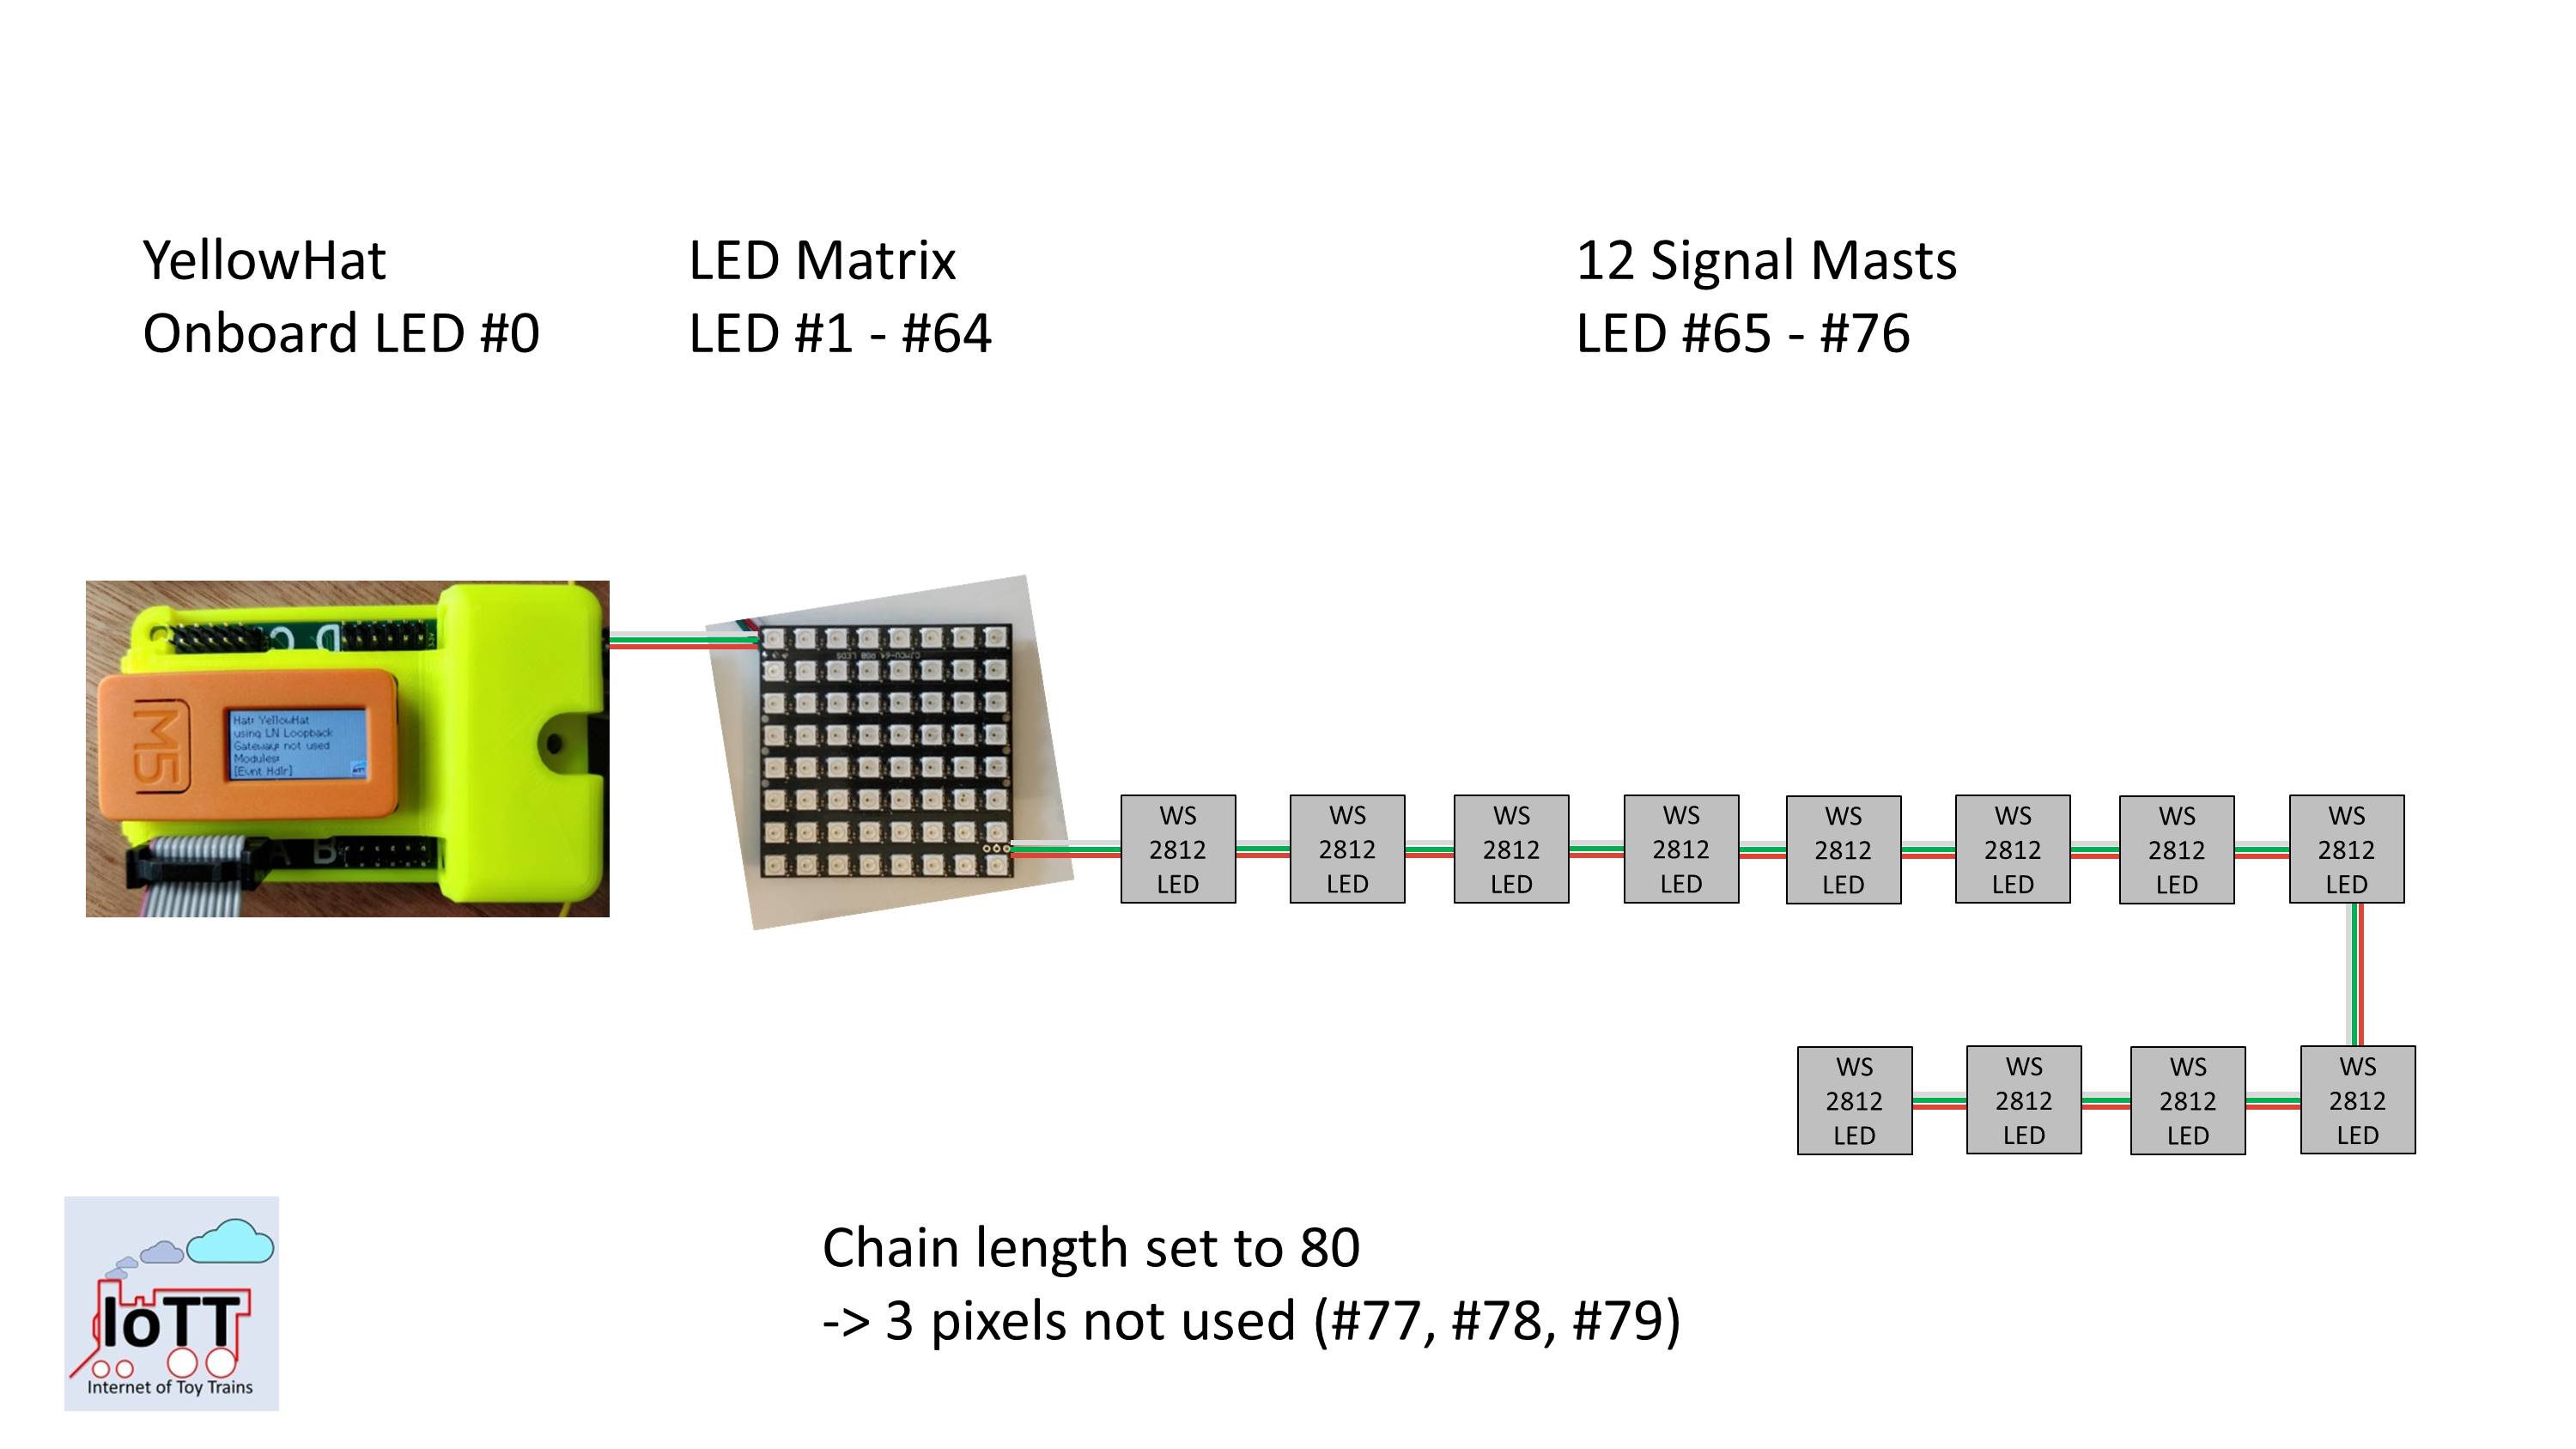 YellowHat
Onboard LED #0
LED Matrix
LED #1 - #64
12 Signal Masts
LED #65 - #76
C D
M5
Hat: YellowHat
using LN Loopback
Gateway: not used
Modules:
[Evnt Hdlr]
A B
CJMCU-64 RGB LEDS
WS
2812
LED
WS
2812
LED
WS
2812
LED
WS
2812
LED
WS
2812
LED
WS
2812
LED
WS
2812
LED
WS
2812
LED
WS
2812
LED
WS
2812
LED
WS
2812
LED
WS
2812
LED
Chain length set to 80
-> 3 pixels not used (#77, #78, #79)
IoTT
Internet of Toy Trains